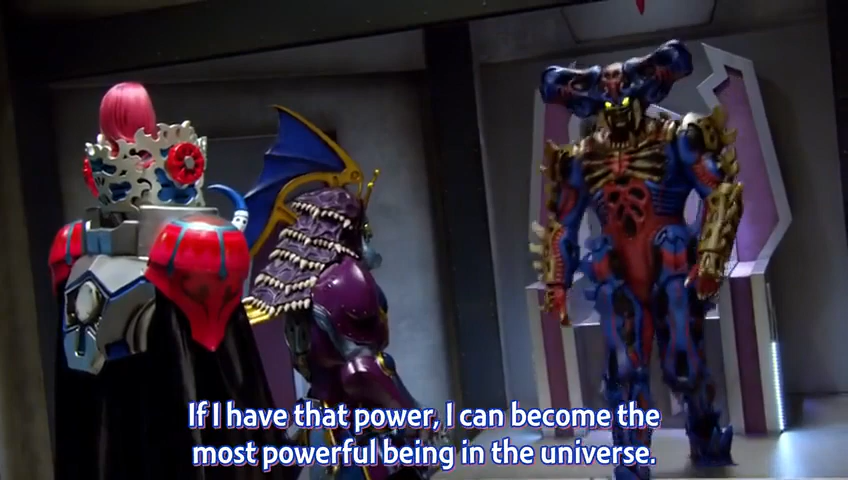 If I have that power, I can become the
most powerful being in the universe.